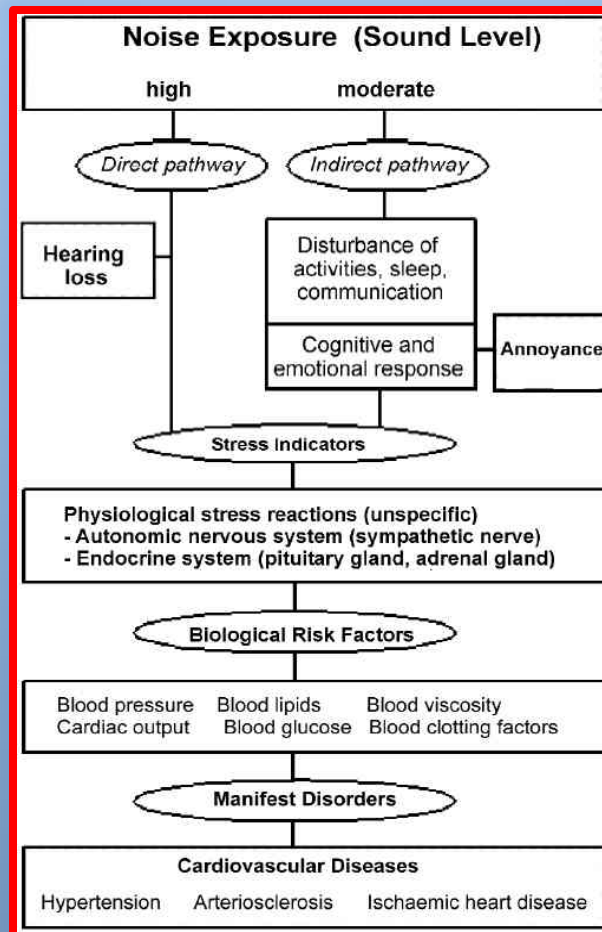 Noise Exposure (Sound Level)
high moderate
Direct pathway Indirect pathway
Hearing
loss
Disturbance of
activities, sleep,
communication
Cognitive and
emotional response
Annoyance
Stress Indicators
Physiological stress reactions (unspecific)
- Autonomic nervous system (sympathetic nerve)
- Endocrine system (pituitary gland, adrenal gland)
Biological Risk Factors
Blood pressure Blood lipids Blood viscosity
Cardiac output Blood glucose Blood clotting factors
Manifest Disorders
Cardiovascular Diseases
Hypertension Arteriosclerosis Ischaemic heart disease